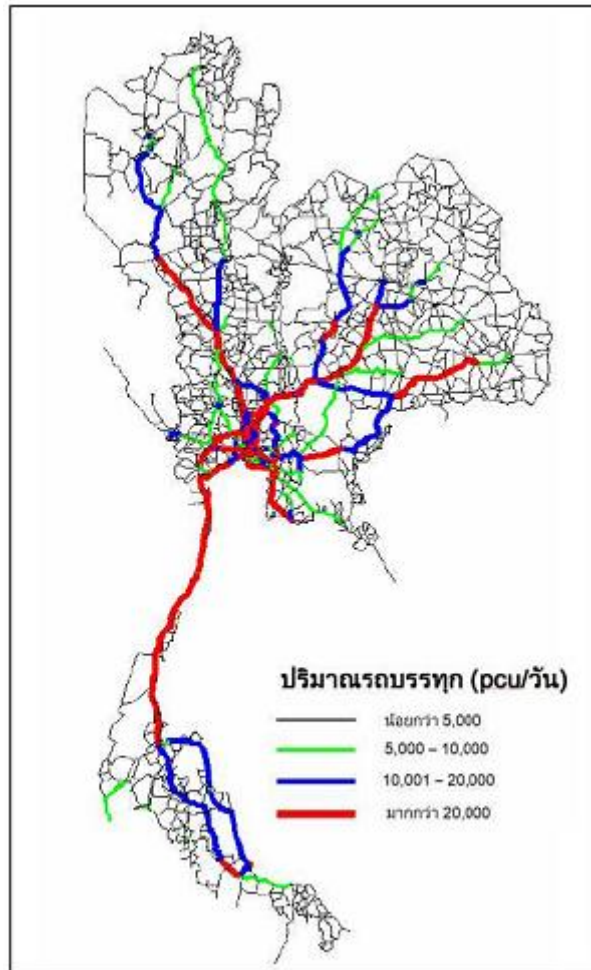 ปริมาณรถบรรทุก (pcu/วัน)
น้อยกว่า 5,000
5,000 – 10,000
10,001 – 20,000
มากกว่า 20,000